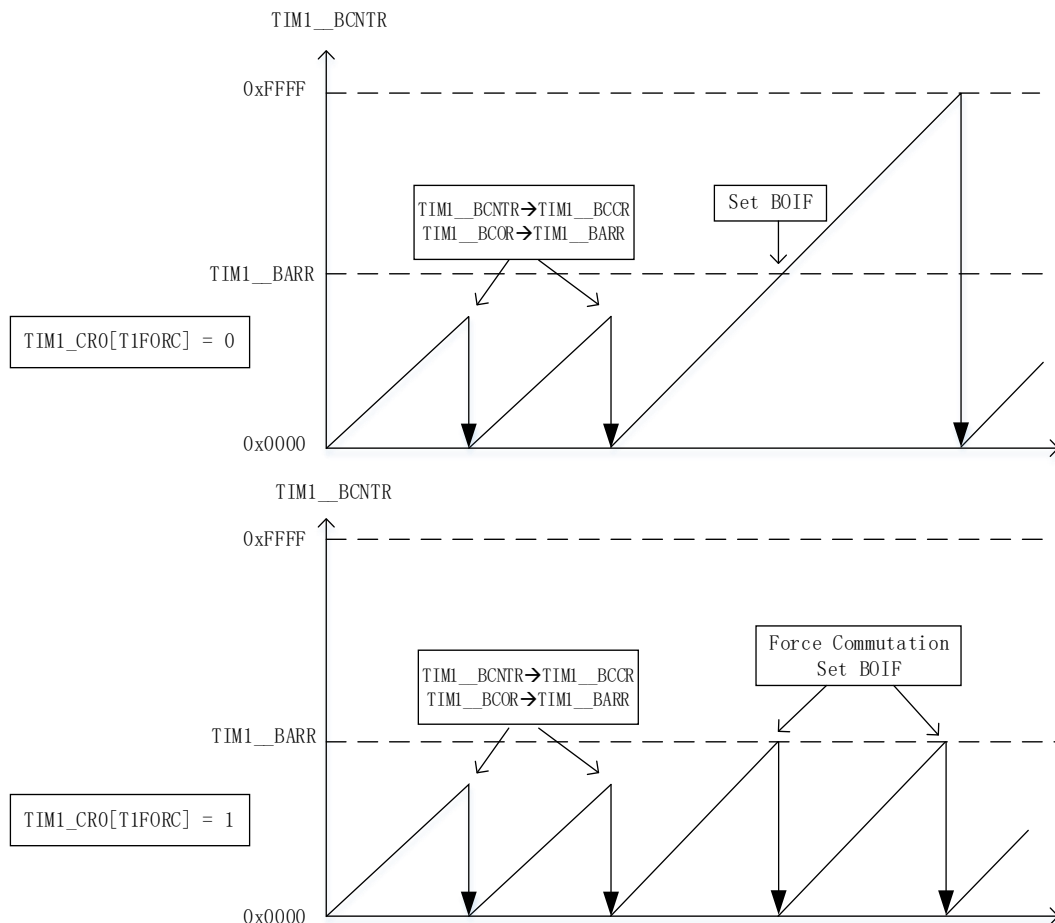 TIM1__BCNTR
0xFFFF
TIM1__BCNTR→TIM1__BCCR
TIM1__BCOR→TIM1__BARR
Set BOIF
TIM1__BARR
TIM1_CR0[T1FORC] = 0
0x0000
TIM1__BCNTR
0xFFFF
Force Commutation
Set BOIF
TIM1__BCNTR→TIM1__BCCR
TIM1__BCOR→TIM1__BARR
TIM1__BARR
TIM1_CR0[T1FORC] = 1
0x0000